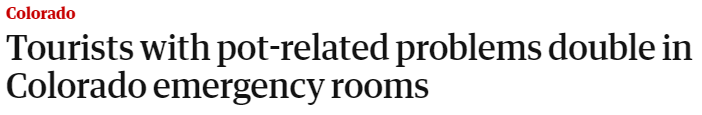 Colorado
Tourists with pot-related problems double in
Colorado emergency rooms